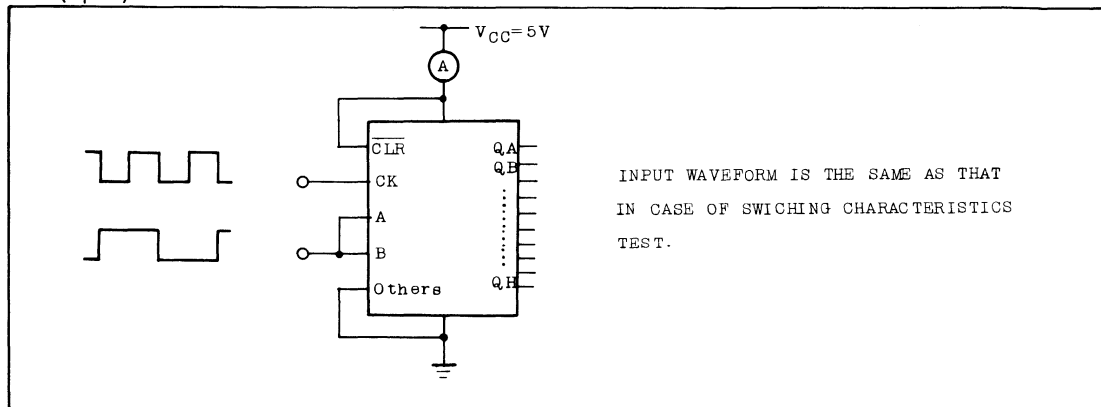 V_CC=5V
A
CLR
QA
QB
CK
A
B
Others
QH
INPUT WAVEFORM IS THE SAME AS THAT
IN CASE OF SWICHING CHARACTERISTICS
TEST.